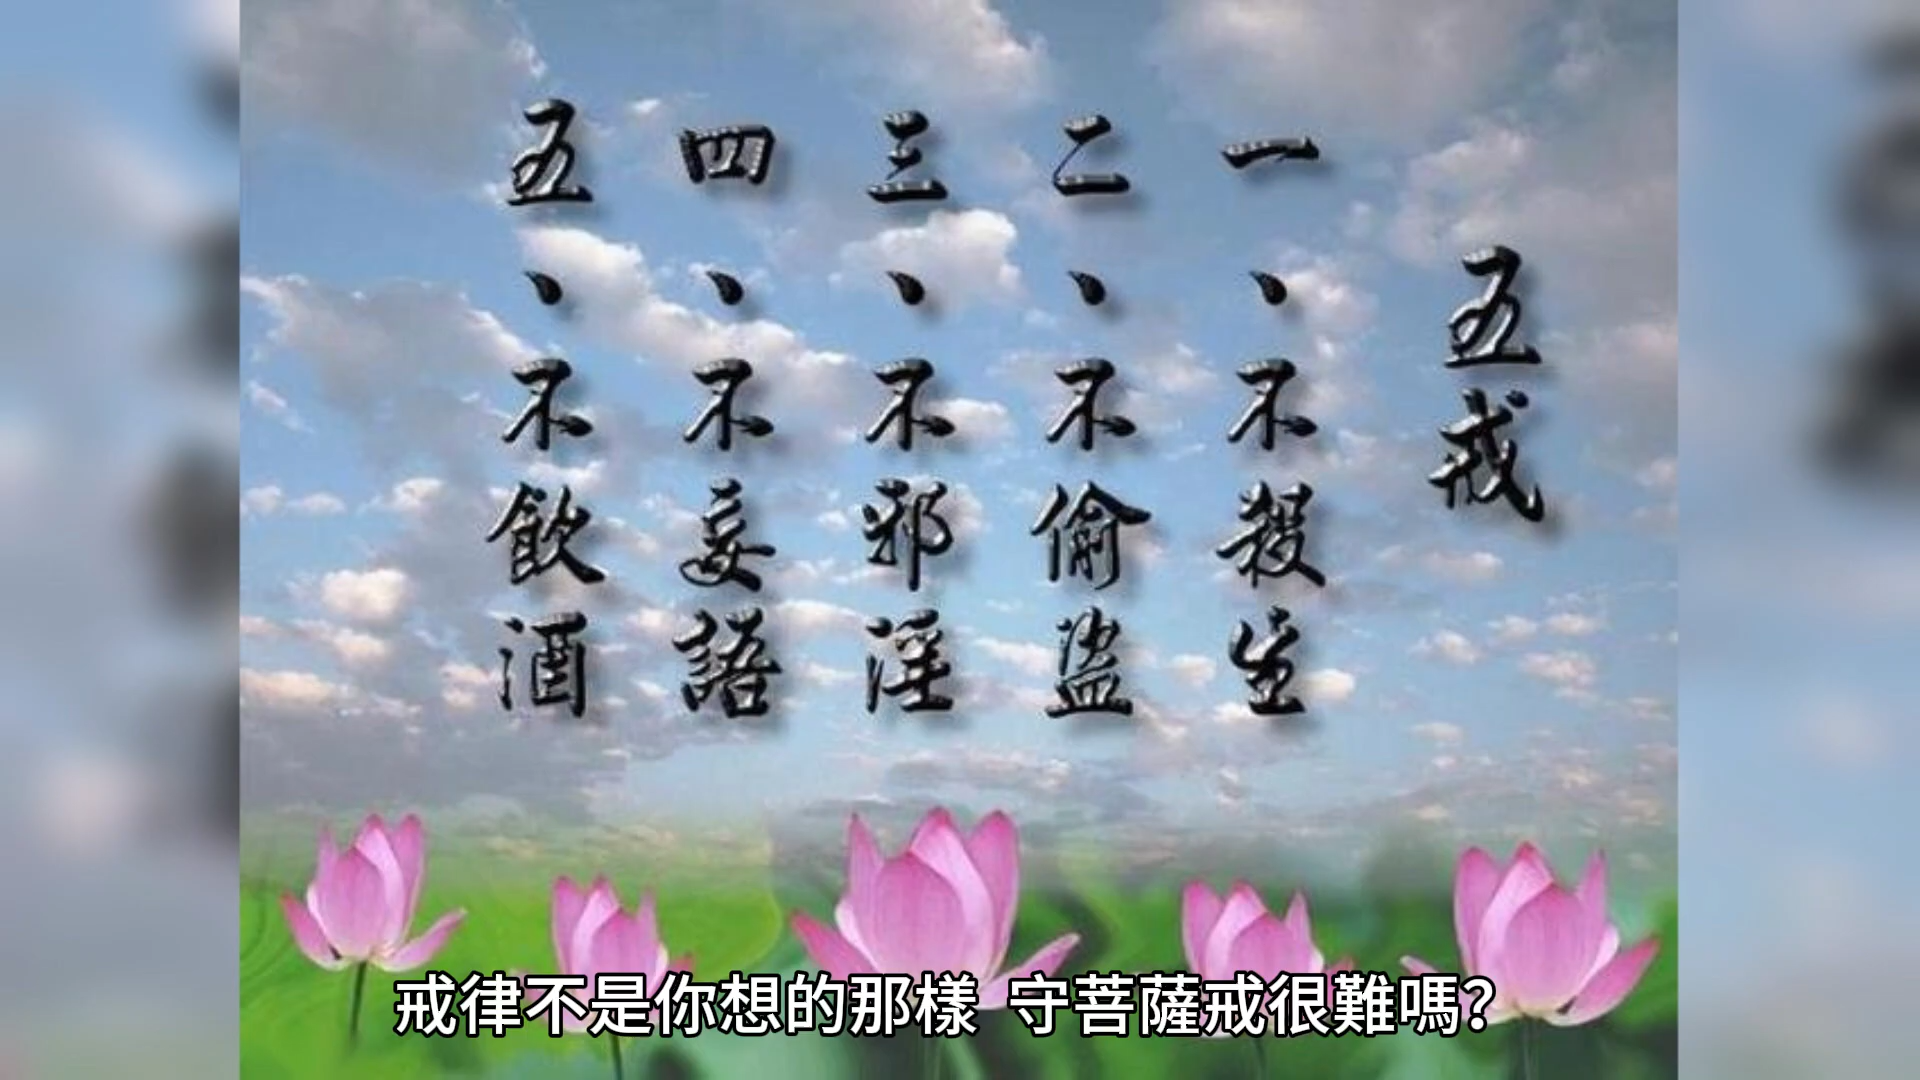 五戒
一、不殺生
二、不偷盜
三、不邪淫
四、不妄語
五、不飲酒
戒律不是你想的那樣 守菩薩戒很難嗎?